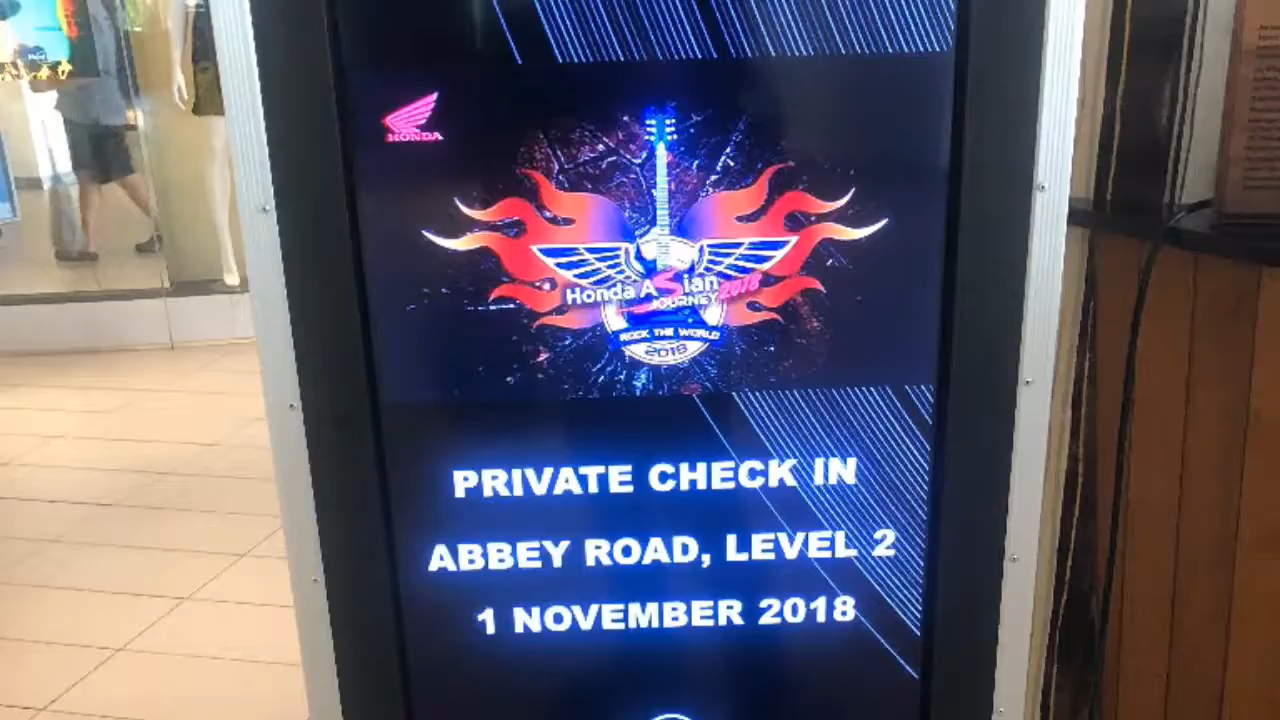 HONDA
Honda Asian 2018
JOURNEY
ROCK THE WORLD
2018
PRIVATE CHECK IN
ABBEY ROAD, LEVEL 2
1 NOVEMBER 2018